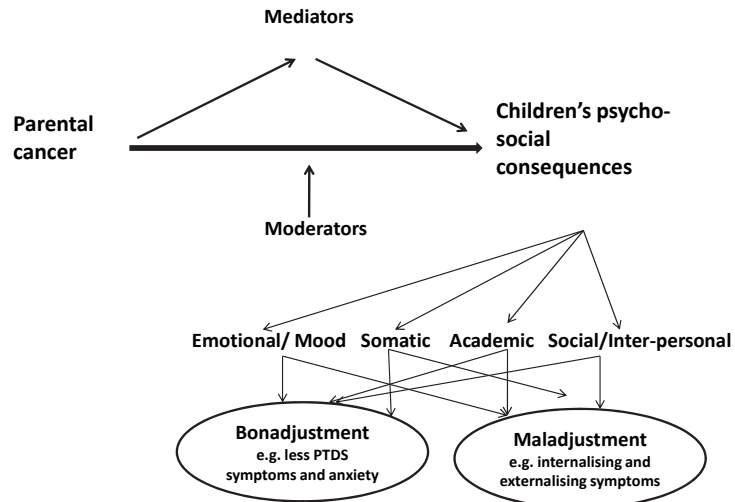 Mediators
Parental
cancer
Children's psycho-
social
consequences
Moderators
Emotional/ Mood Somatic Academic Social/Inter-personal
Bonadjustment
e.g. less PTDS
symptoms and anxiety
Maladjustment
e.g. internalising and
externalising symptoms